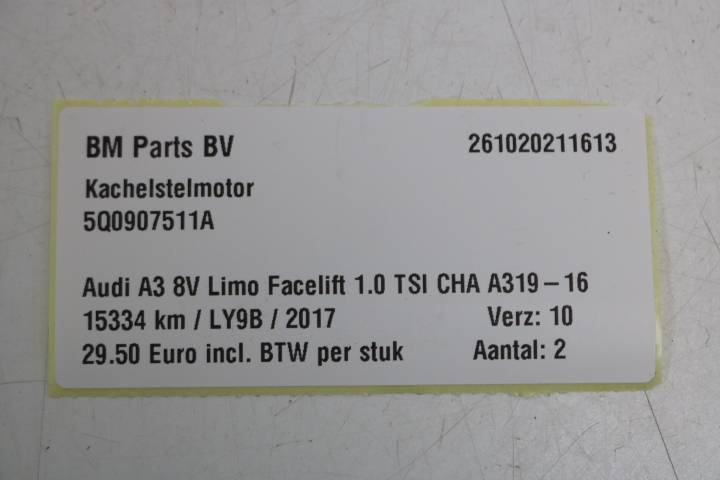 BM Parts BV 261020211613
Kachelstelmotor
5Q0907511A
Audi A3 8V Limo Facelift 1.0 TSI CHA A319 – 16
15334 km / LY9B / 2017 Verz: 10
29.50 Euro incl. BTW per stuk Aantal: 2